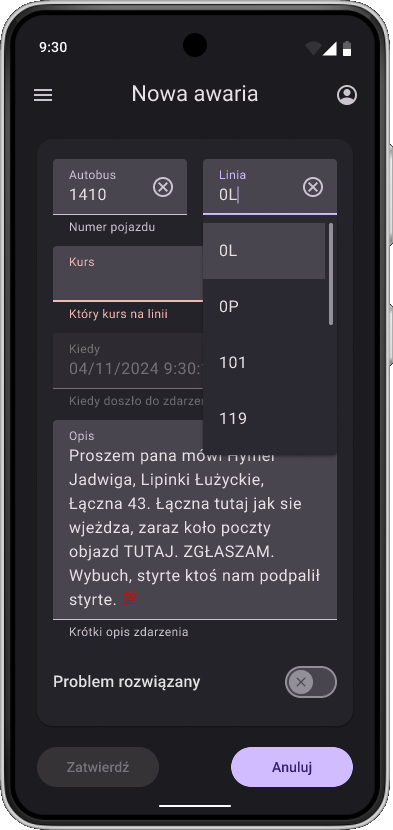 9:30
Nowa awaria
Autobus
1410
Linia
0L
Numer pojazdu
0L
Kurs
Który kurs na linii
0P
Kiedy
04/11/2024 9:30:
101
Kiedy doszło do zdarze
119
Opis
Proszem pana mówi Hymel
Jadwiga, Lipinki Łużyckie,
Łączna 43. Łączna tutaj jak sie
wjeżdza, zaraz koło poczty
objazd TUTAJ. ZGŁASZAM.
Wybuch, styrte ktoś nam podpalił
styrte. 💯
Krótki opis zdarzenia
Problem rozwiązany
Zatwierdź
Anuluj